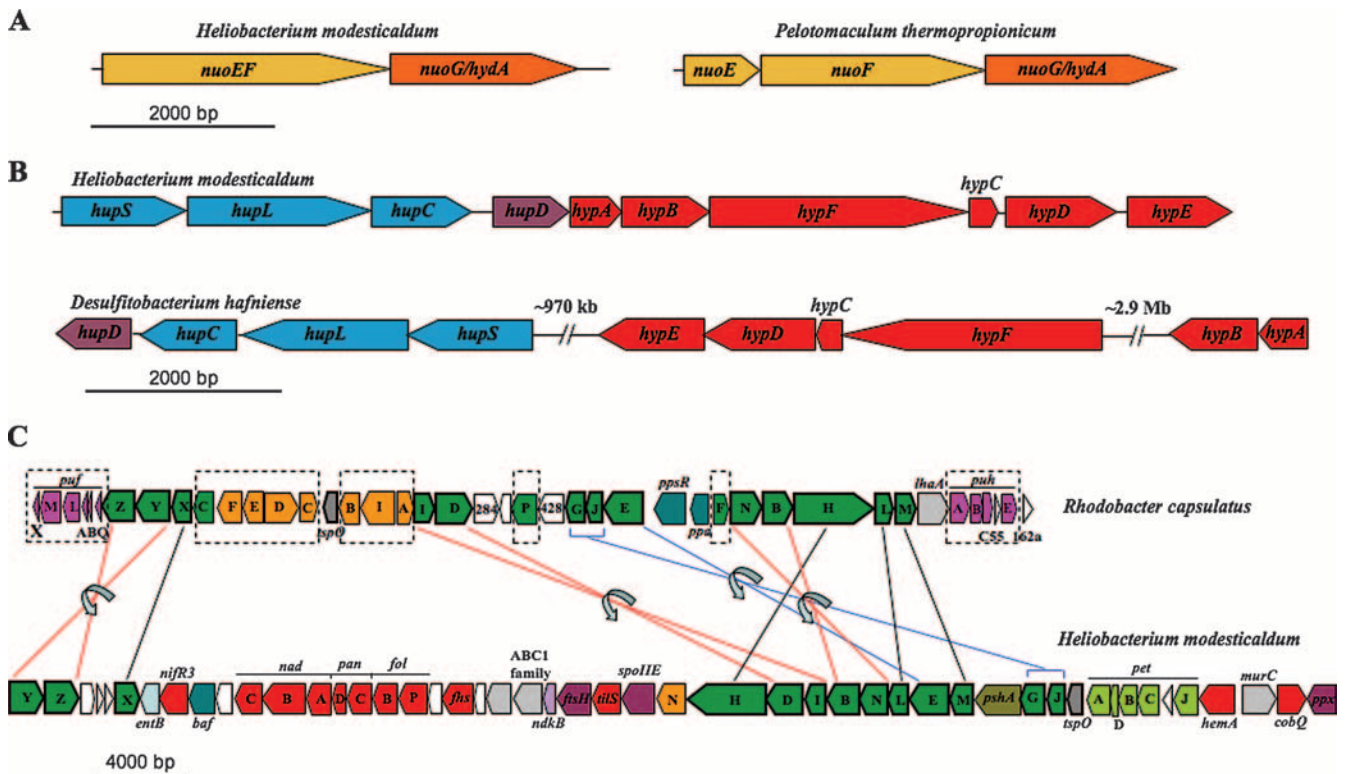 A
Heliobacterium modesticaldum Pelotomaculum thermopropionicum
nuoEF nuoG/hydA nuoE nuoF nuoG/hydA
2000 bp
B
Heliobacterium modesticaldum
hypC
hupS hupL hupC hupD hypA hypB hypF hypD hypE
Desulfitobacterium hafniense ~970 kb hypC ~2.9 Mb
hupD hupC hupL hupS hypE hypD hypF hypB hypA
2000 bp
C
puf ppsR lhaA puh
M L Z Y X C F E D C B I A I D 284 P 428 G J E F N B H L M A B E Rhodobacter capsulatus
X ABQ tspO ppa C55 162a
Heliobacterium modesticaldum
ABC1
nifR3 nad pan fol family spoIIE pet murC
Y Z X C B A D C B P fhs ftsH tilS N H D I B N L E M pshA G J A B C J
entB baf ndkB tspO D hemA cobQ ppx
4000 bp